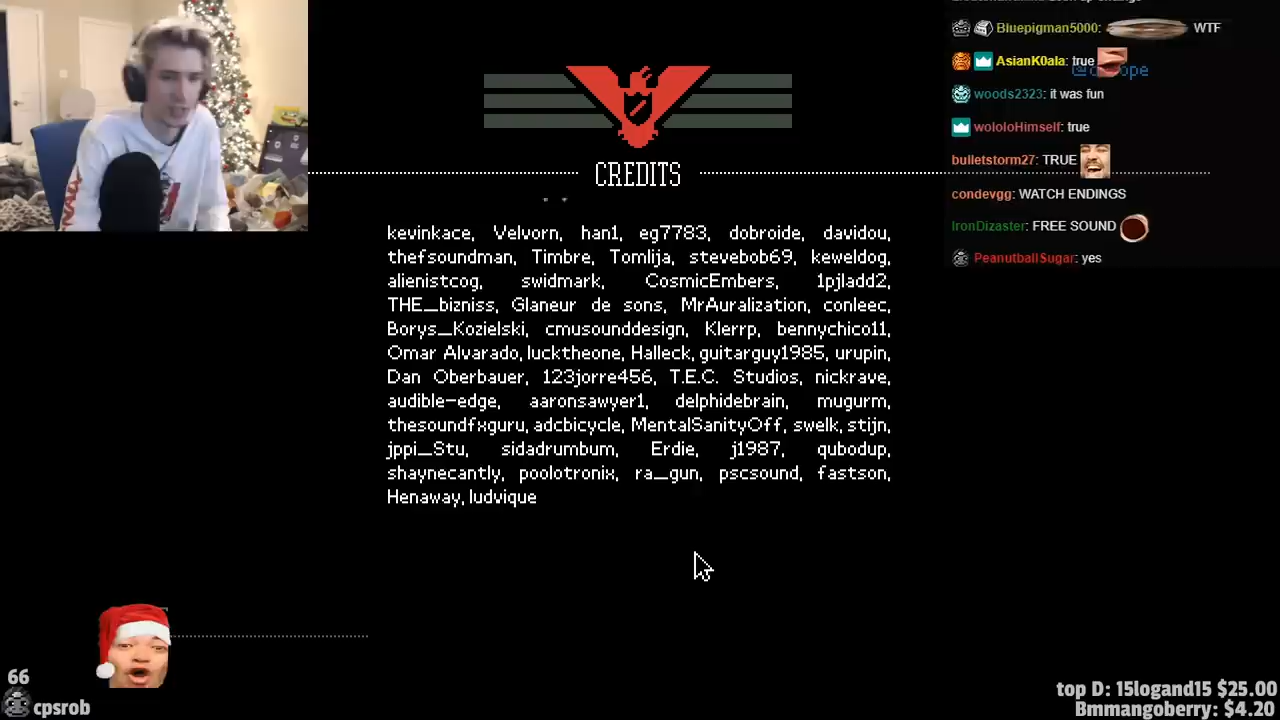 Bluepigman5000: WTF
AsianK0ala: true
woods2323: it was fun
wololoHimself: true
bulletstorm27: TRUE
condevgg: WATCH ENDINGS
IronDizaster: FREE SOUND
PeanutballSugar: yes
CREDITS
kevinkace, Velvorn, han1, eg7783, dobroide, davidou,
thefsoundman, Timbre, Tomlija, stevebob69, keweldog,
alienistcog, swidmark, CosmicEmbers, 1pjladd2,
THE_bizniss, Glaneur de sons, MrAuralization, conleec,
Borys_Kozielski, cmusounddesign, Klerrp, bennychico11,
Omar Alvarado, lucktheone, Halleck, guitarguy1985, urupin,
Dan Oberbauer, 123jorre456, T.E.C. Studios, nickrave,
audible-edge, aaronsawyer1, delphidebrain, mugurm,
thesoundfxguru, adcbicycle, MentalSanityOff, swelk, stijn,
jppi_Stu, sidadrumbum, Erdie, j1987, qubodup,
shaynecantly, poolotronix, ra_gun, pscsound, fastson,
Henaway, ludvique
66
cpsrob
top D: 15logand15 $25.00
Bmmangoberry: $4.20